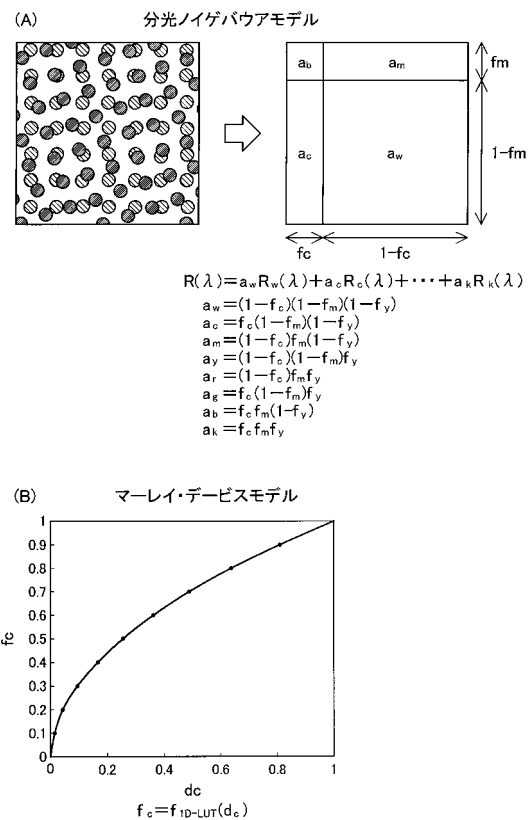 (A) 分光ノイゲバウアモデル
ab am fm
ac aw 1-fm
fc 1-fc
R(λ)=awRw(λ)+acRc(λ)+･･･+akRk(λ)
aw=(1-fc)(1-fm)(1-fy)
ac=fc(1-fm)(1-fy)
am=(1-fc)fm(1-fy)
ay=(1-fc)(1-fm)fy
ar=(1-fc)fmfy
ag=fc(1-fm)fy
ab=fcfm(1-fy)
ak=fcfmfy
(B) マーレイ・デービスモデル
1
0.9
0.8
0.7
0.6
0.5
0.4
0.3
0.2
0.1
0
fc
0 0.2 0.4 0.6 0.8 1
dc
fc=f1D-LUT(dc)